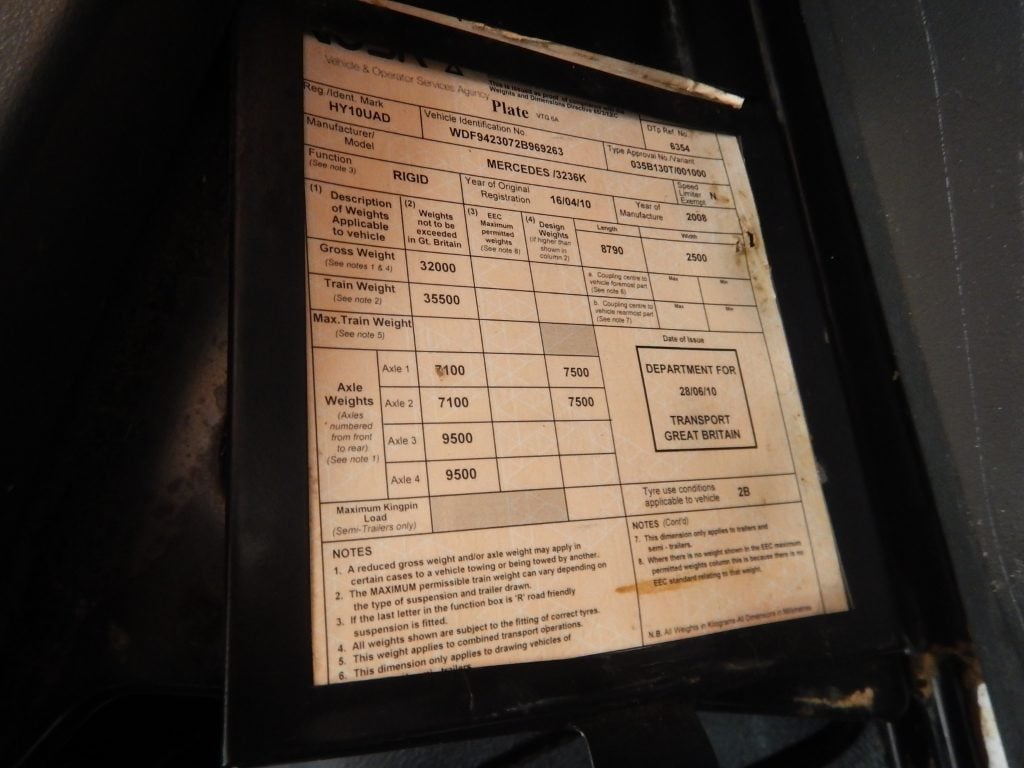 Vehicle & Operator Services Agency
Weights and Dimensions Directive
Plate VTG 6A
Reg./Ident. Mark
HY10UAD
Vehicle Identification No.
WDF9423072B969263
DTp Ref. No.
6354
Manufacturer/
Model
MERCEDES /3236K
Type Approval No./Variant
035B130T/001000
Function
(See note 3)
RIGID
Year of Original
Registration
16/04/10
Year of
Manufacture
2008
Speed
Limiter
Exempt
N
(1) Description
of Weights
Applicable
to vehicle
(2) Weights
not to be
exceeded
in Gt. Britain
(3) EEC
Maximum
permitted
weights
(See note 8)
(4) Design
Weights
(if higher than
shown in
column 2)
Length
8790
Width
2500
Gross Weight
(See notes 1 & 4)
32000
a. Coupling centre to
vehicle foremost part
(See note 6)
Max
Min
Train Weight
(See note 2)
35500
b. Coupling centre to
vehicle rearmost part
(See note 7)
Max
Min
Max.Train Weight
(See note 5)
Date of Issue
DEPARTMENT FOR
28/06/10
TRANSPORT
GREAT BRITAIN
Axle
Weights
(Axles
numbered
from front
to rear)
(See note 1)
Axle 1 7100 7500
Axle 2 7100 7500
Axle 3 9500
Axle 4 9500
Maximum Kingpin
Load
(Semi-Trailers only)
Tyre use conditions
applicable to vehicle 2B
NOTES
1. A reduced gross weight and/or axle weight may apply in
certain cases to a vehicle towing or being towed by another.
2. The MAXIMUM permissible train weight can vary depending on
the type of suspension and trailer drawn.
3. If the last letter in the function box is 'R' road friendly
suspension is fitted.
4. All weights shown are subject to the fitting of correct tyres.
5. This weight applies to combined transport operations.
6. This dimension only applies to drawing vehicles of
trailers
NOTES (Cont'd)
7. This dimension only applies to trailers and
semi - trailers.
8. Where there is no weight shown in the EEC maximum
permitted weights column this is because there is no
EEC standard relating to that weight.
N.B. All Weights in Kilograms All Dimensions in Millimetres